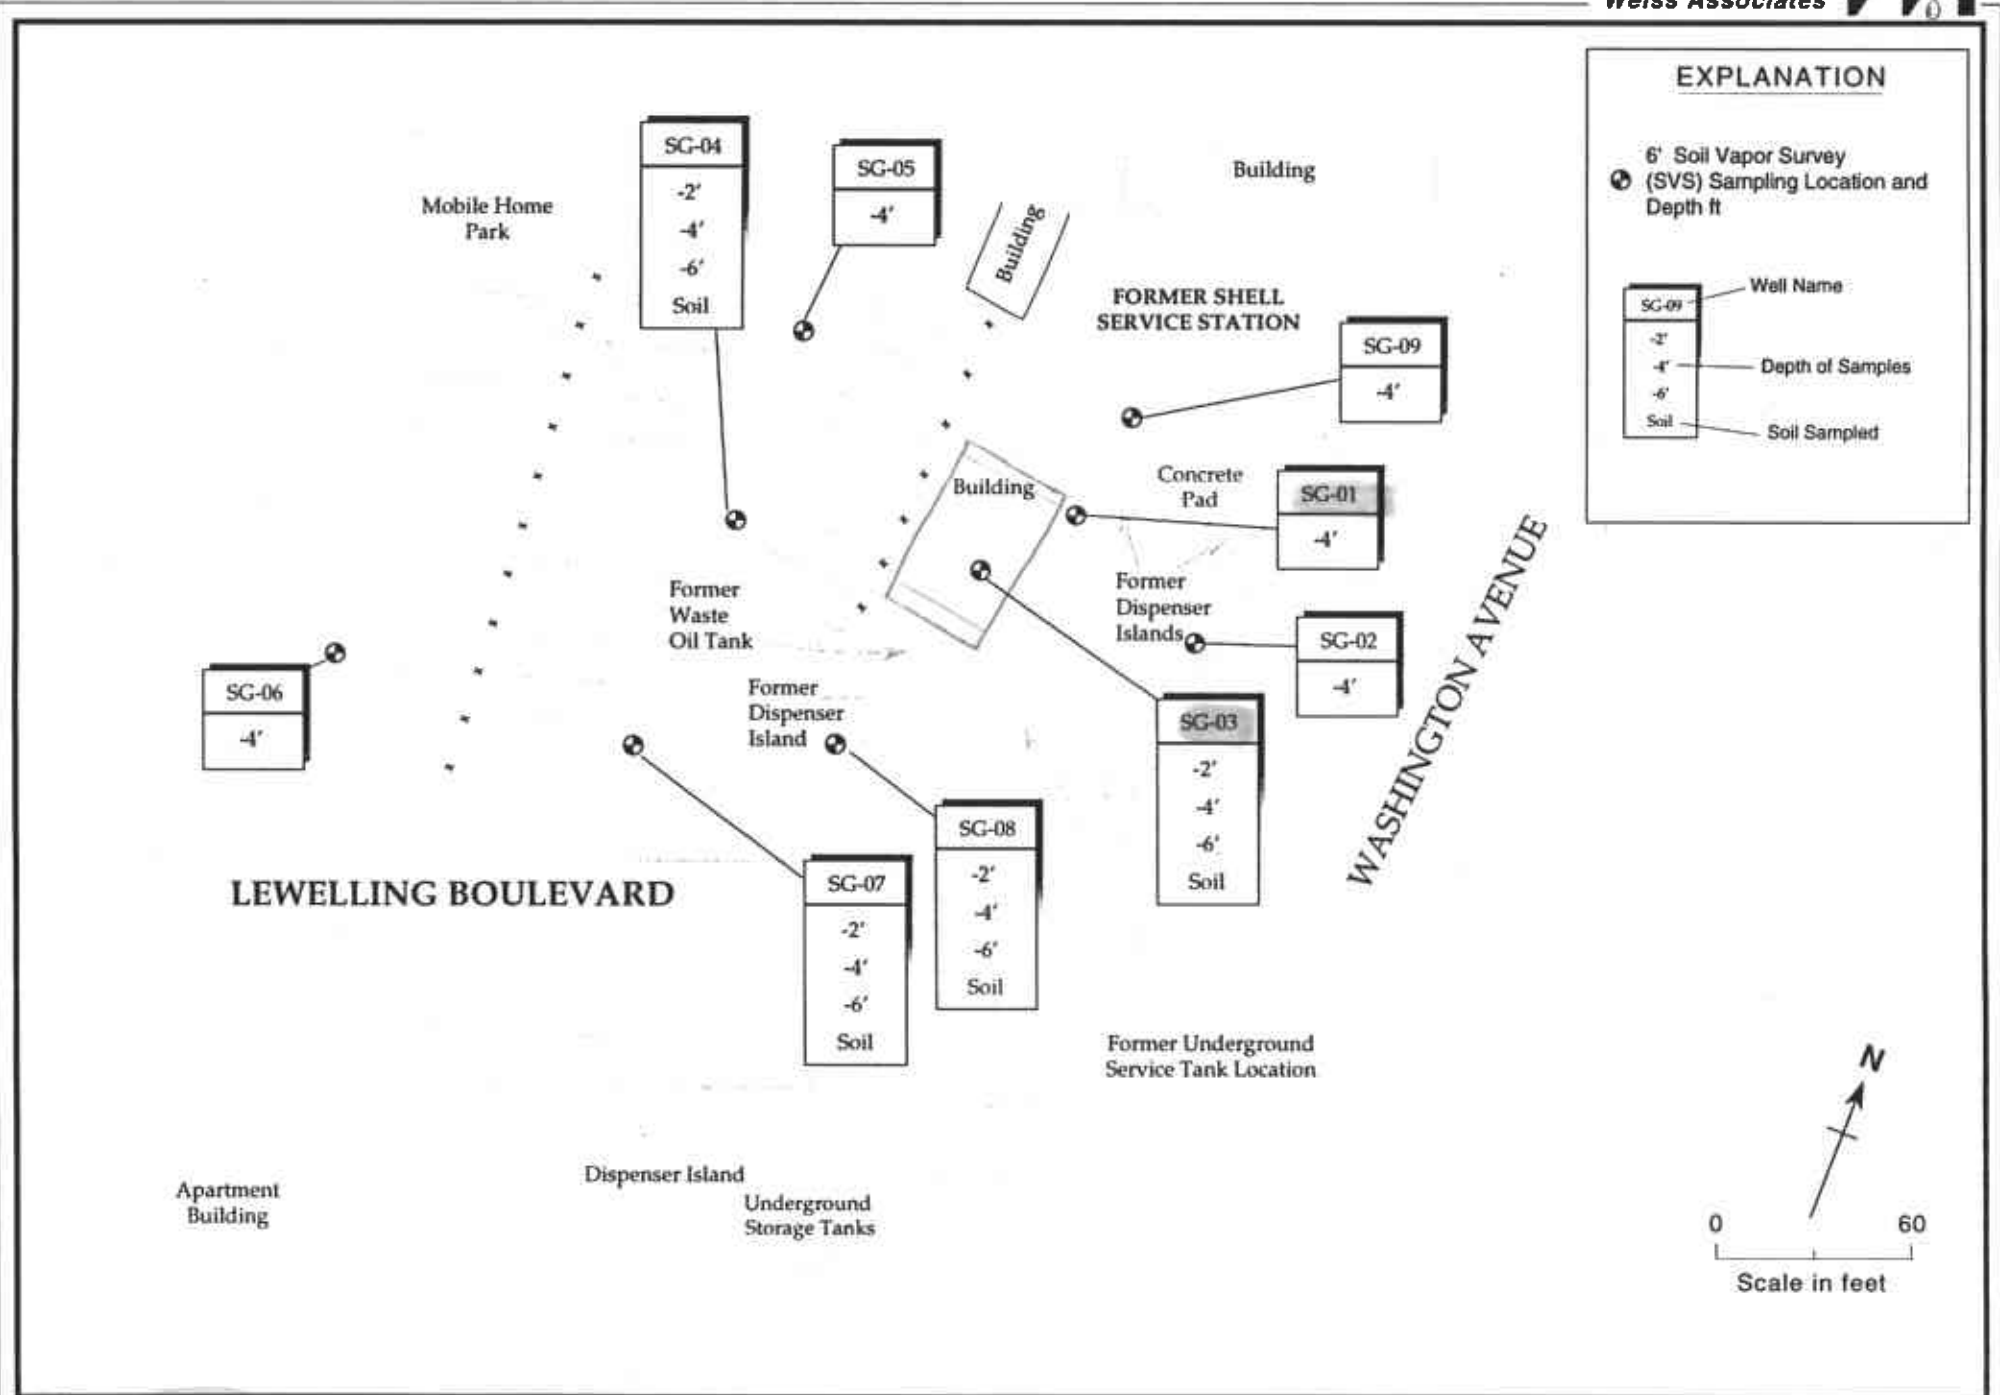 Weiss Associates
EXPLANATION
6' Soil Vapor Survey
(SVS) Sampling Location and
Depth ft
SG-09
-2'
-4'
-6'
Soil
Well Name
Depth of Samples
Soil Sampled
SG-04
-2'
-4'
-6'
Soil
SG-05
-4'
Building
Mobile Home
Park
Building
FORMER SHELL
SERVICE STATION
SG-09
-4'
Building
Concrete
Pad
SG-01
-4'
Former
Waste
Oil Tank
Former
Dispenser
Islands
SG-02
-4'
WASHINGTON AVENUE
SG-06
-4'
Former
Dispenser
Island
SG-03
-2'
-4'
-6'
Soil
SG-08
-2'
-4'
-6'
Soil
LEWELLING BOULEVARD
SG-07
-2'
-4'
-6'
Soil
Former Underground
Service Tank Location
N
Apartment
Building
Dispenser Island
Underground
Storage Tanks
0 60
Scale in feet